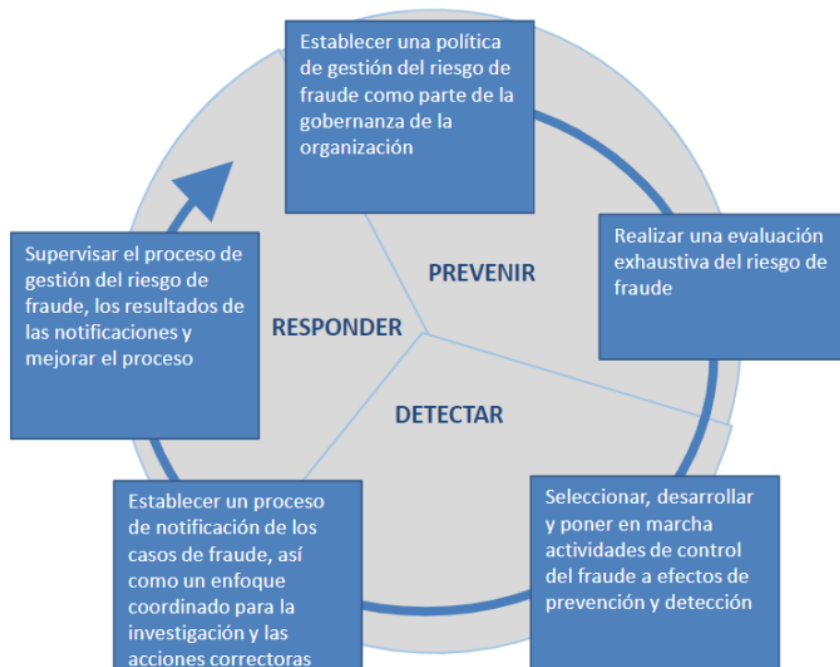 Establecer una política
de gestión del riesgo de
fraude como parte de la
gobernanza de la
organización
Realizar una evaluación
exhaustiva del riesgo de
fraude
PREVENIR
Supervisar el proceso de
gestión del riesgo de
fraude, los resultados de
las notificaciones y
mejorar el proceso
RESPONDER
DETECTAR
Seleccionar, desarrollar
y poner en marcha
actividades de control
del fraude a efectos de
prevención y detección
Establecer un proceso
de notificación de los
casos de fraude, así
como un enfoque
coordinado para la
investigación y las
acciones correctoras